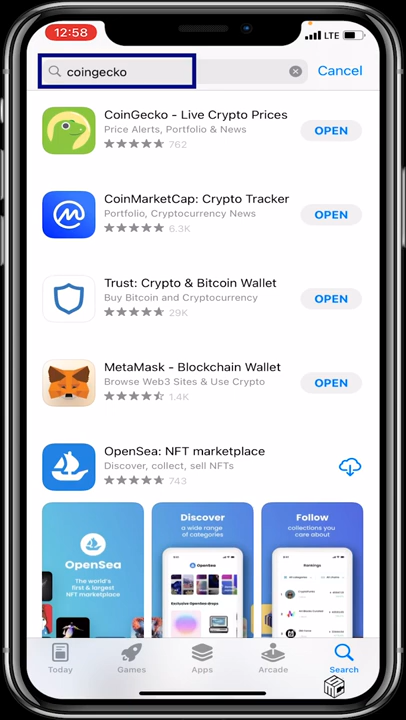 12:58
LTE
coingecko
Cancel
CoinGecko - Live Crypto Prices
Price Alerts, Portfolio & News
762
OPEN
CoinMarketCap: Crypto Tracker
Portfolio, Cryptocurrency News
6.3K
OPEN
Trust: Crypto & Bitcoin Wallet
Buy Bitcoin and Cryptocurrency
29K
OPEN
MetaMask - Blockchain Wallet
Browse Web3 Sites & Use Crypto
1.4K
OPEN
OpenSea: NFT marketplace
Discover, collect, sell NFTs
743
OpenSea
The world's
first & largest
NFT marketplace
Discover
a wide range
of categories
OpenSea
Exclusive OpenSea drops
Follow
collections you
care about
Rankings
Today
Games
Apps
Arcade
Search